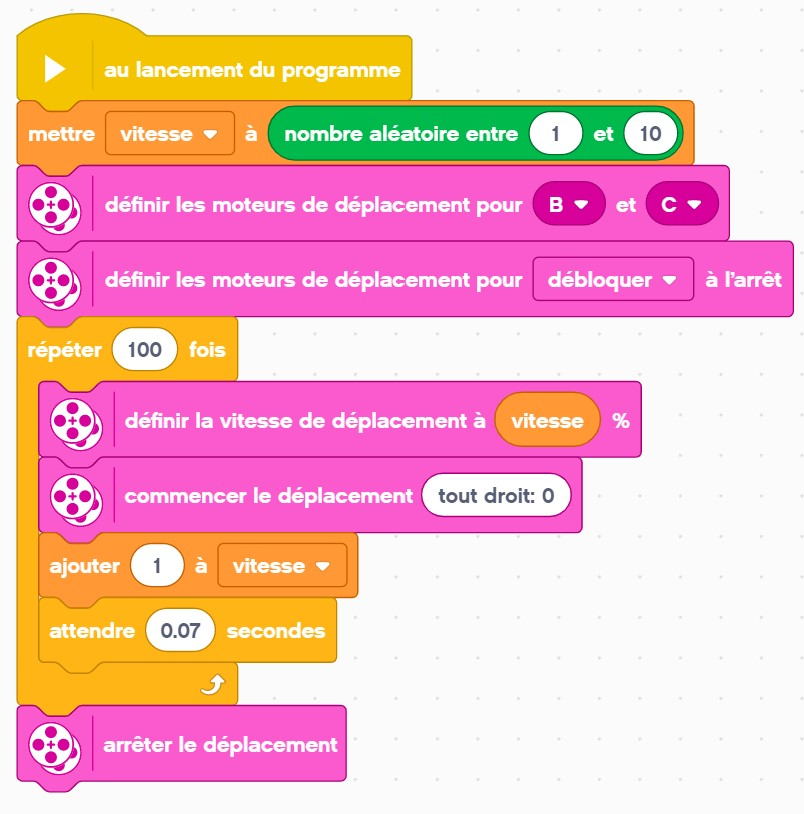 au lancement du programme
mettre vitesse à nombre aléatoire entre 1 et 10
définir les moteurs de déplacement pour B et C
définir les moteurs de déplacement pour débloquer à l'arrêt
répéter 100 fois
définir la vitesse de déplacement à vitesse %
commencer le déplacement tout droit: 0
ajouter 1 à vitesse
attendre 0.07 secondes
arrêter le déplacement